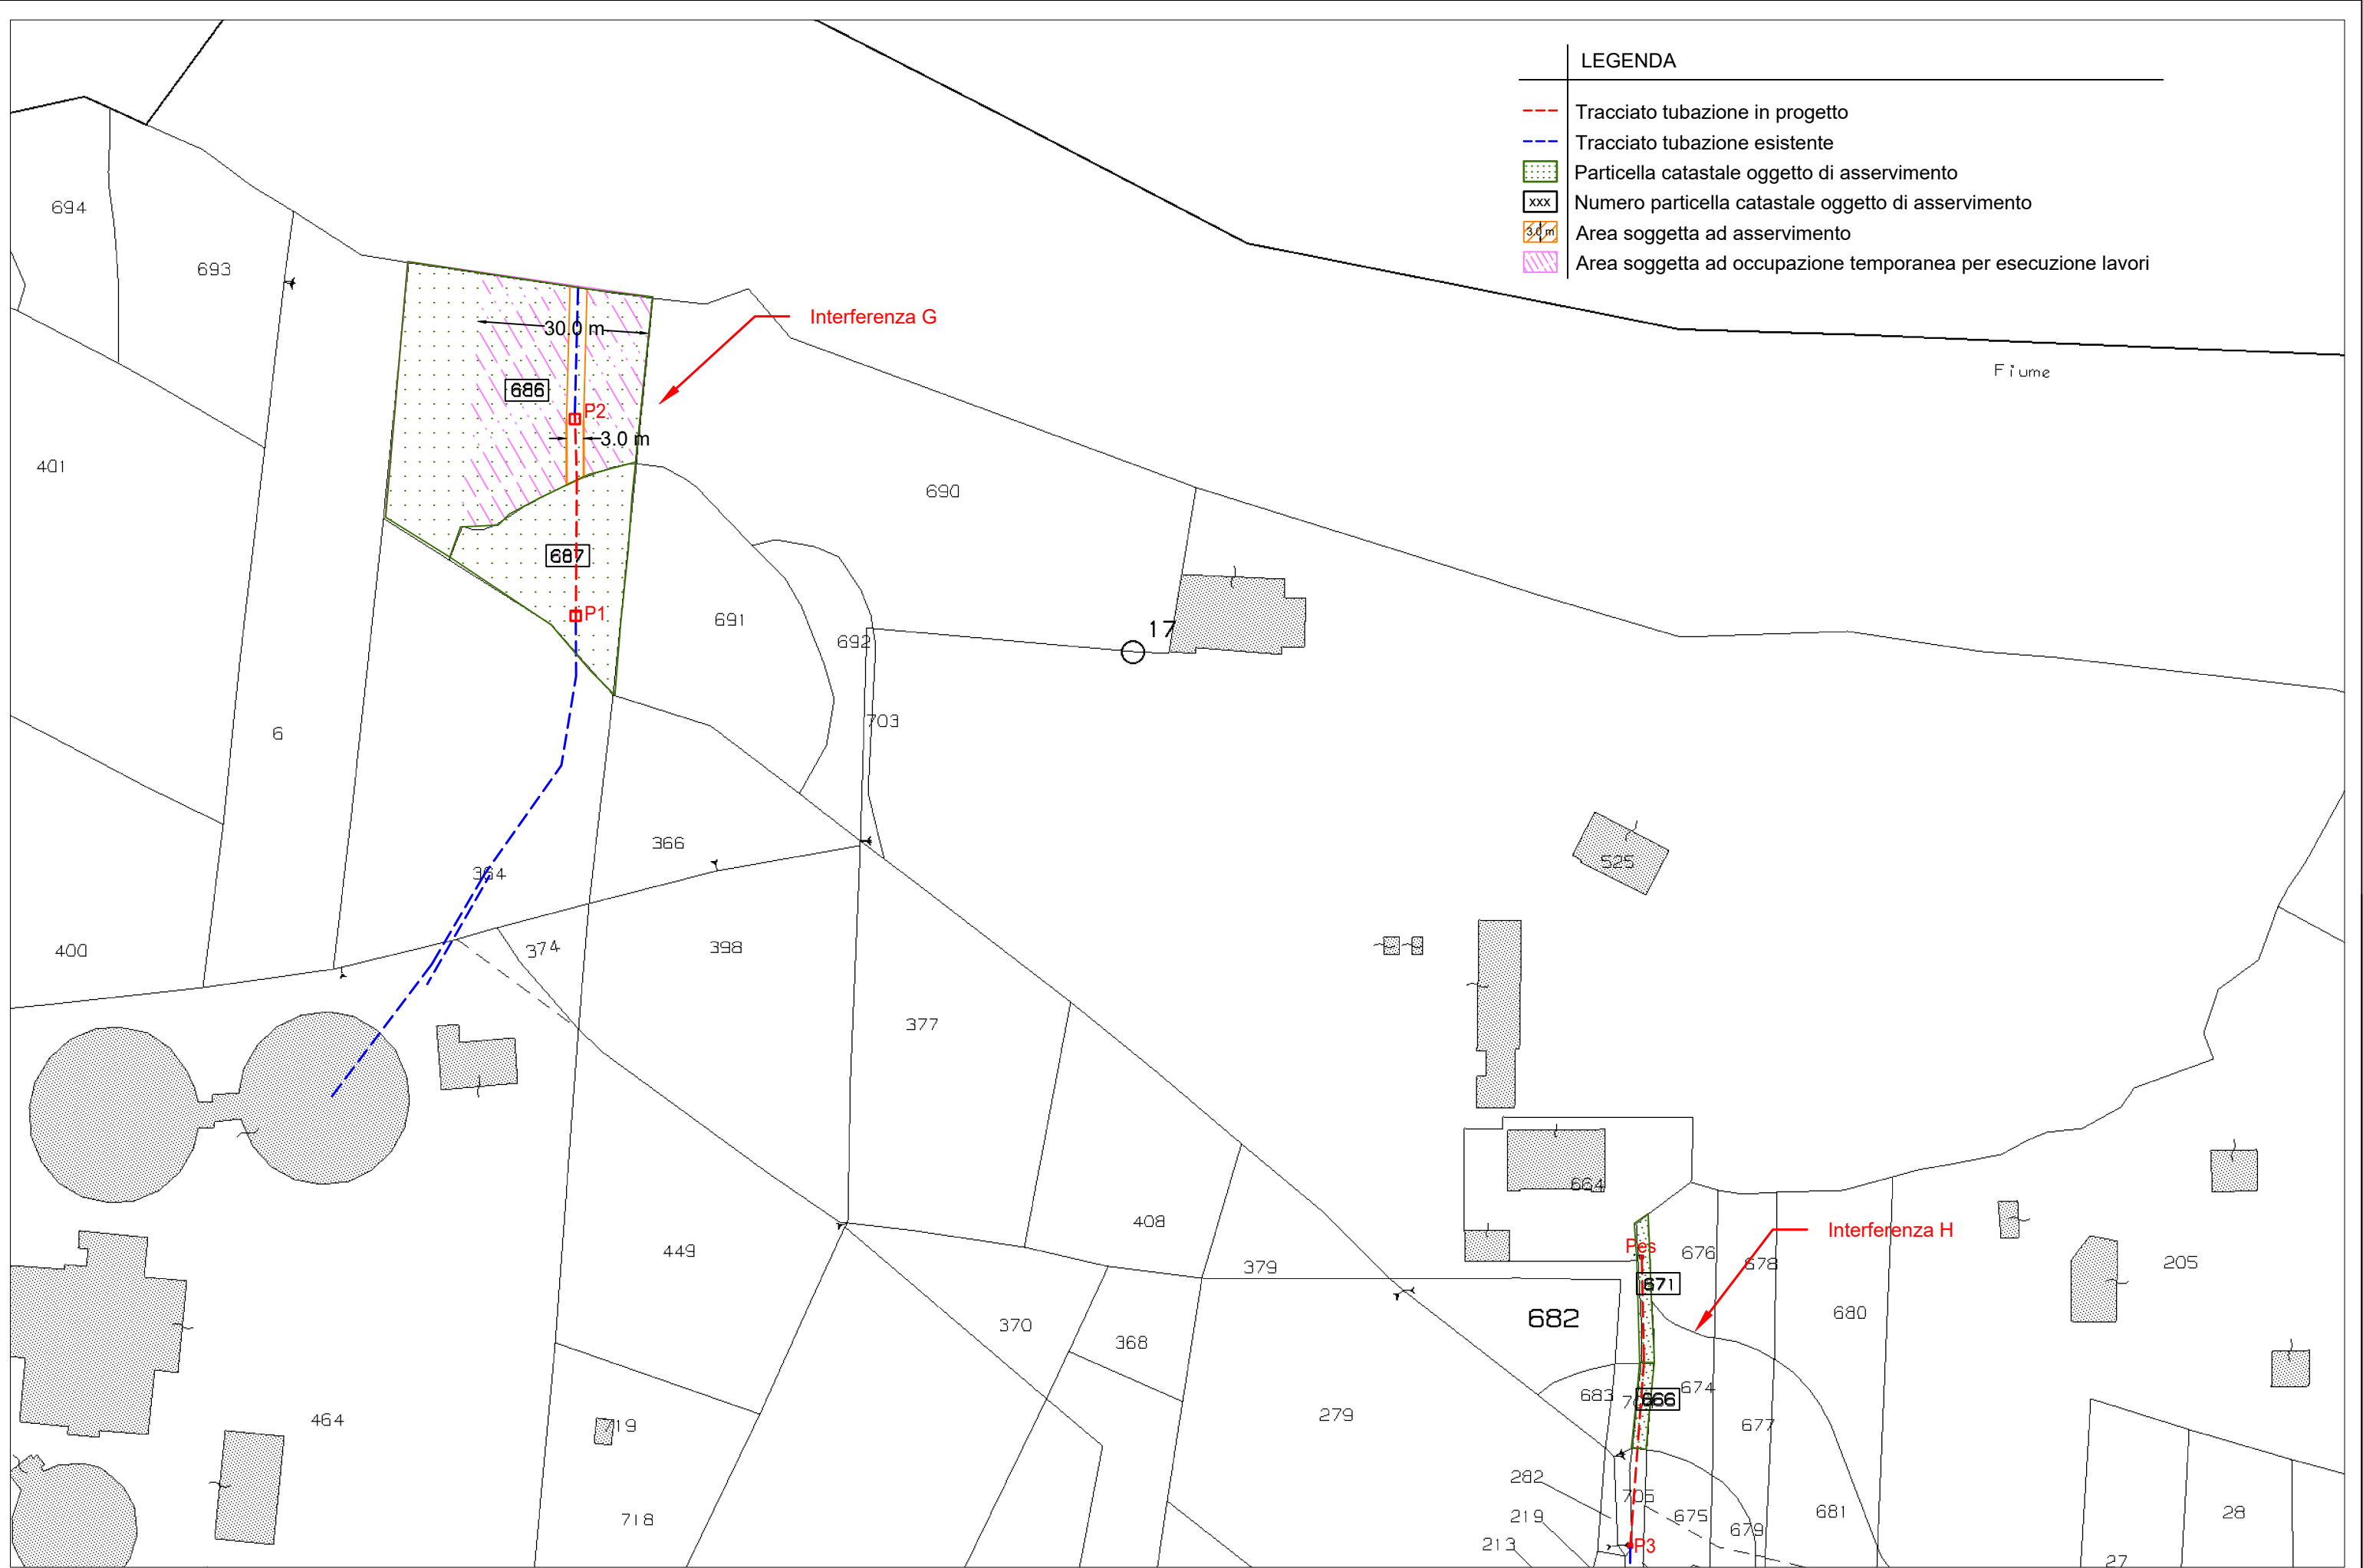 LEGENDA
Tracciato tubazione in progetto
Tracciato tubazione esistente
Particella catastale oggetto di asservimento
xxx Numero particella catastale oggetto di asservimento
3.0 m Area soggetta ad asservimento
Area soggetta ad occupazione temporanea per esecuzione lavori
694
693
Interferenza G
30.0 m
Fiume
686
P2
3.0 m
401
690
687
P1
691
692
17
703
6
366
525
364
374
398
400
377
664
408
449
379
Pes
676
678
Interferenza H
205
671
682
680
370
368
683
666
674
279
677
464
719
282
705
675
681
28
718
219
679
213
P3
27